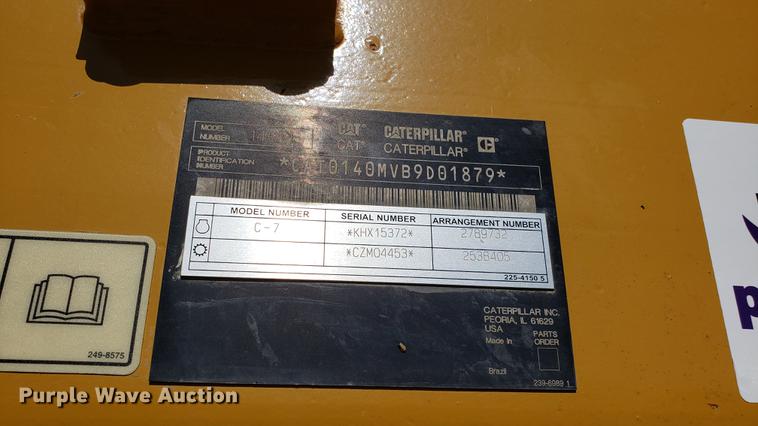 MODEL NUMBER CAT CATERPILLAR
CAT CATERPILLAR
PRODUCT IDENTIFICATION NUMBER *CAT0140MVB9D01879*
MODEL NUMBER SERIAL NUMBER ARRANGEMENT NUMBER
C-7 *KHX15372* 2789732
*CZM04453* 2538405
225-4150 5
CATERPILLAR INC.
PEORIA, IL 61629
USA
Made in
PARTS ORDER
Brazil
239-6989 1
249-8575
p
Purple Wave Auction